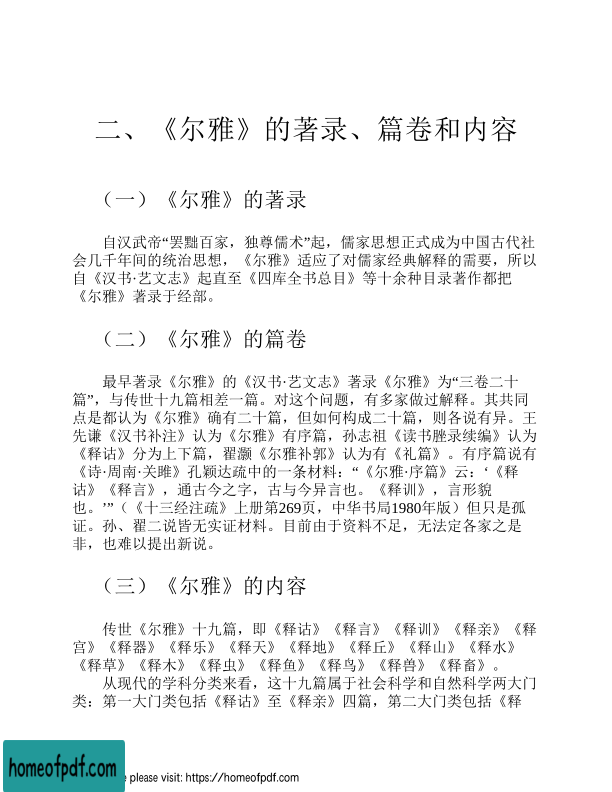 二、《尔雅》的著录、篇卷和内容
（一）《尔雅》的著录
自汉武帝“罢黜百家，独尊儒术”起，儒家思想正式成为中国古代社
会几千年间的统治思想，《尔雅》适应了对儒家经典解释的需要，所以
自《汉书·艺文志》起直至《四库全书总目》等十余种目录著作都把
《尔雅》著录于经部。
（二）《尔雅》的篇卷
最早著录《尔雅》的《汉书·艺文志》著录《尔雅》为“三卷二十
篇”，与传世十九篇相差一篇。对这个问题，有多家做过解释。其共同
点是都认为《尔雅》确有二十篇，但如何构成二十篇，则各说有异。王
先谦《汉书补注》认为《尔雅》有序篇，孙志祖《读书脞录续编》认为
《释诂》分为上下篇，翟灏《尔雅补郭》认为有《礼篇》。有序篇说有
《诗·周南·关雎》孔颖达疏中的一条材料：“《尔雅·序篇》云：‘《释
诂》《释言》，通古今之字，古与今异言也。《释训》，言形貌
也。’”（《十三经注疏》上册第269页，中华书局1980年版）但只是孤
证。孙、翟二说皆无实证材料。目前由于资料不足，无法定各家之是
非，也难以提出新说。
（三）《尔雅》的内容
传世《尔雅》十九篇，即《释诂》《释言》《释训》《释亲》《释
宫》《释器》《释乐》《释天》《释地》《释丘》《释山》《释水》
《释草》《释木》《释虫》《释鱼》《释鸟》《释兽》《释畜》。
从现代的学科分类来看，这十九篇属于社会科学和自然科学两大门
类：第一大门类包括《释诂》至《释亲》四篇，第二大门类包括《释
homeofpdf.com
e please visit: https://homeofpdf.com